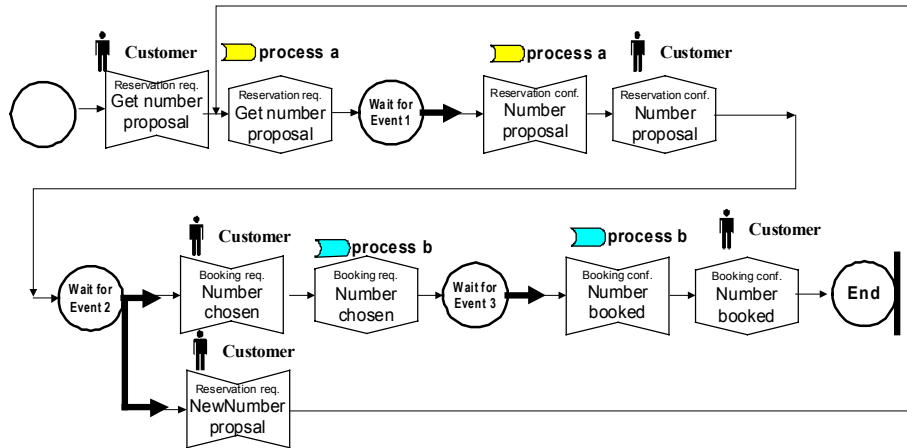 Customer
process a
process a
Customer
Reservation req.
Get number
proposal
Reservation req.
Get number
proposal
Wait for
Event 1
Reservation conf.
Number
proposal
Reservation conf.
Number
proposal
Customer
process b
process b
Customer
Wait for
Event 2
Booking req.
Number
chosen
Booking req.
Number
chosen
Wait for
Event 3
Booking conf.
Number
booked
Booking conf.
Number
booked
End
Customer
Reservation req.
NewNumber
propsal